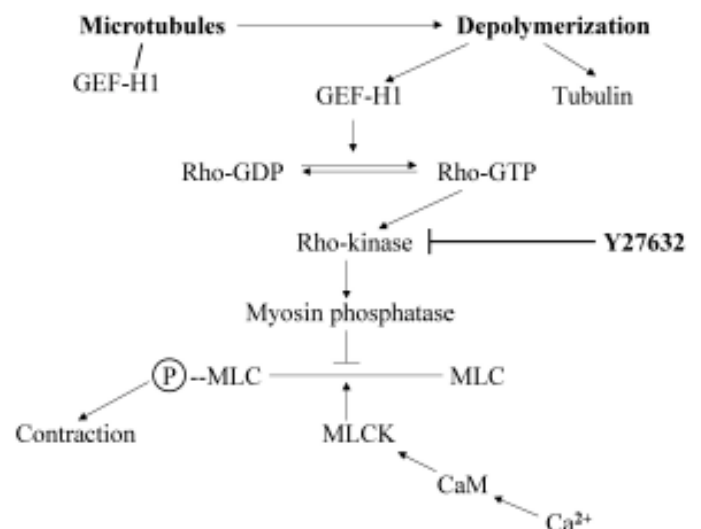 Microtubules Depolymerization
GEF-H1
GEF-H1 Tubulin
Rho-GDP Rho-GTP
Rho-kinase Y27632
Myosin phosphatase
P --MLC MLC
Contraction MLCK
CaM
Ca²⁺